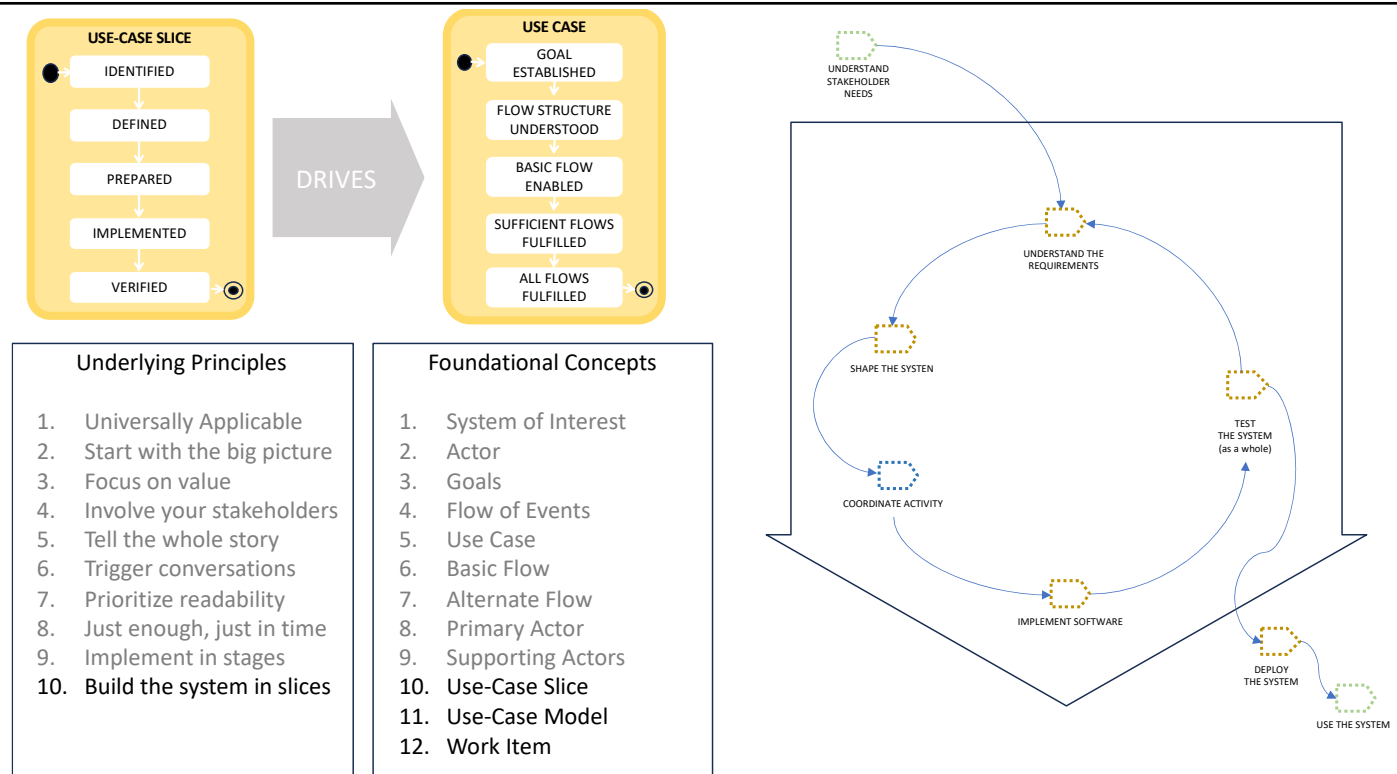 USE-CASE SLICE
IDENTIFIED
DEFINED
PREPARED
IMPLEMENTED
VERIFIED
DRIVES
USE CASE
GOAL
ESTABLISHED
FLOW STRUCTURE
UNDERSTOOD
BASIC FLOW
ENABLED
SUFFICIENT FLOWS
FULFILLED
ALL FLOWS
FULFILLED
Underlying Principles
1. Universally Applicable
2. Start with the big picture
3. Focus on value
4. Involve your stakeholders
5. Tell the whole story
6. Trigger conversations
7. Prioritize readability
8. Just enough, just in time
9. Implement in stages
10. Build the system in slices
Foundational Concepts
1. System of Interest
2. Actor
3. Goals
4. Flow of Events
5. Use Case
6. Basic Flow
7. Alternate Flow
8. Primary Actor
9. Supporting Actors
10. Use-Case Slice
11. Use-Case Model
12. Work Item
UNDERSTAND
STAKEHOLDER
NEEDS
UNDERSTAND THE
REQUIREMENTS
SHAPE THE SYSTEN
COORDINATE ACTIVITY
IMPLEMENT SOFTWARE
TEST
THE SYSTEM
(as a whole)
DEPLOY
THE SYSTEM
USE THE SYSTEM